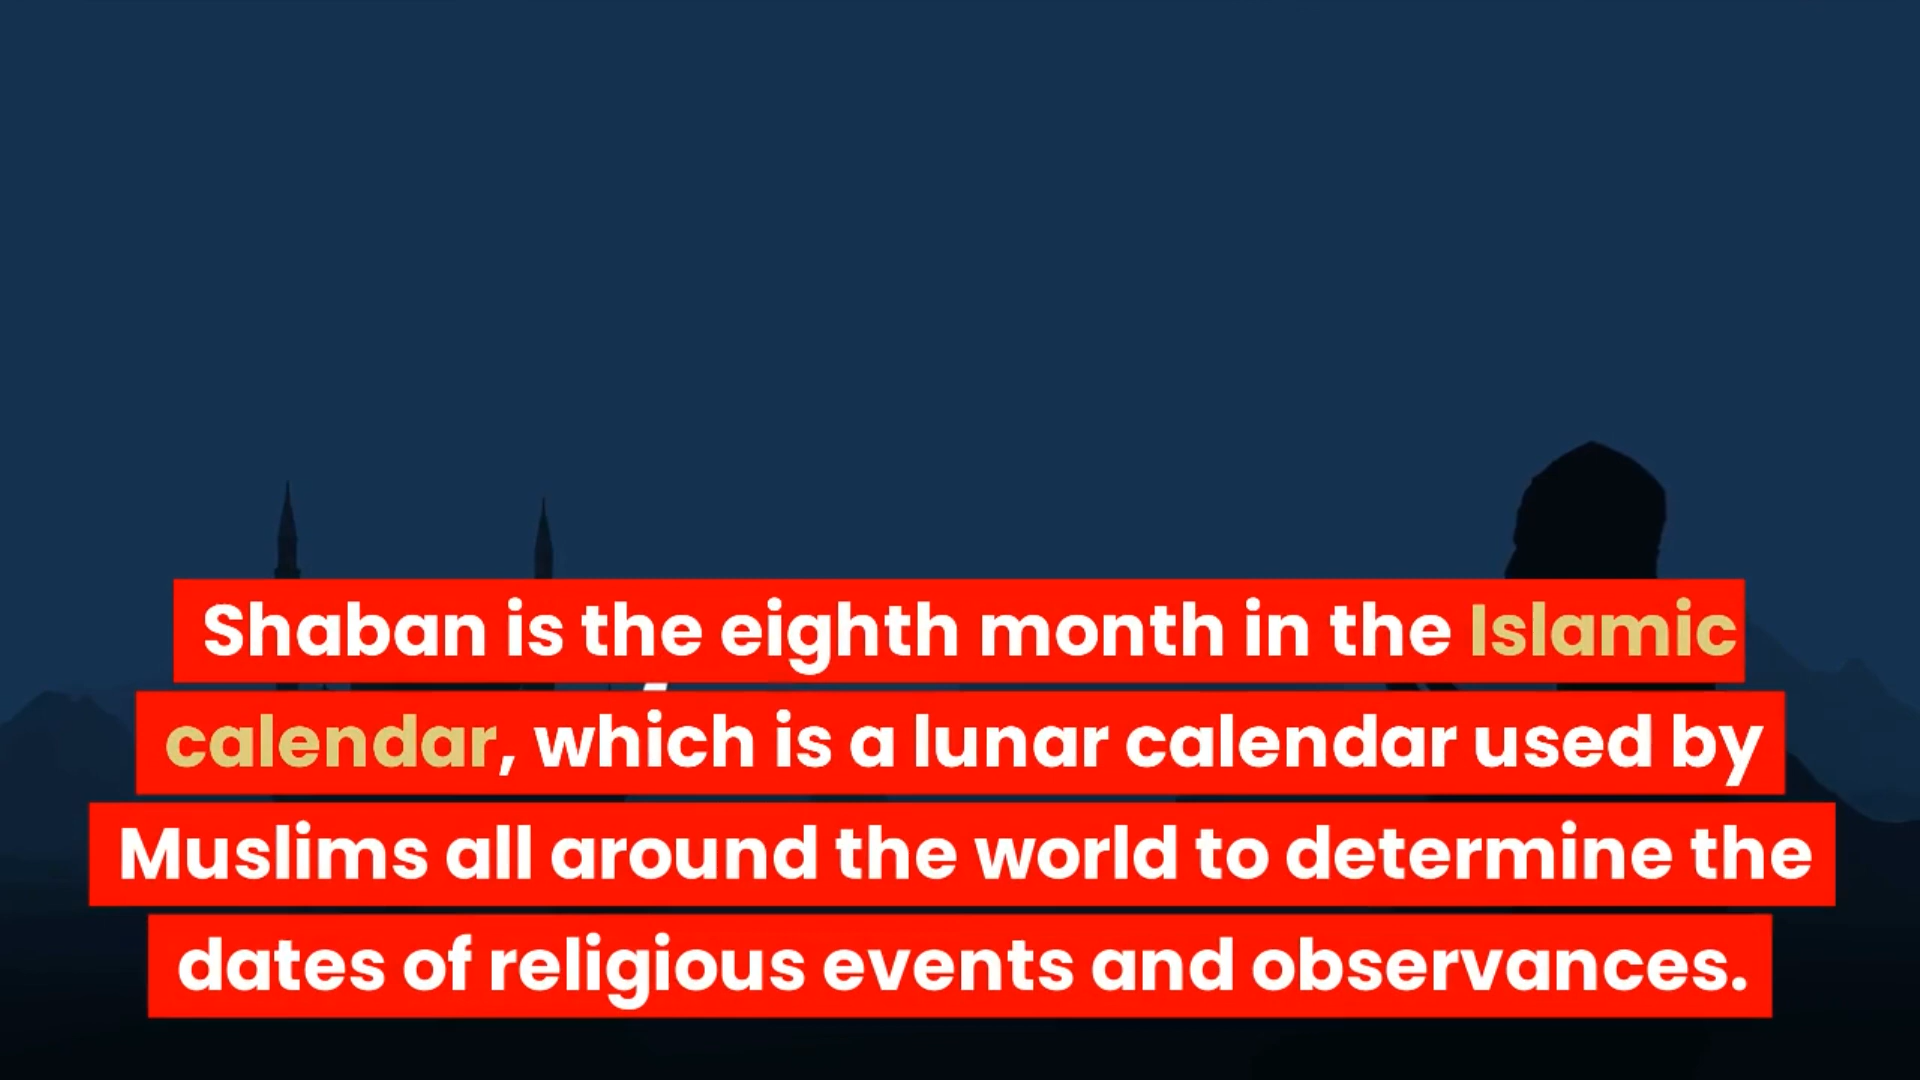 Shaban is the eighth month in the Islamic
calendar, which is a lunar calendar used by
Muslims all around the world to determine the
dates of religious events and observances.